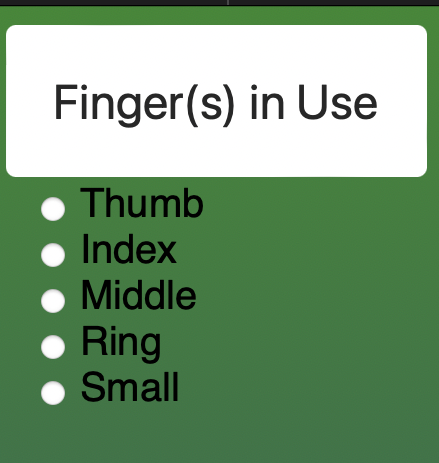 Finger(s) in Use
Thumb
Index
Middle
Ring
Small